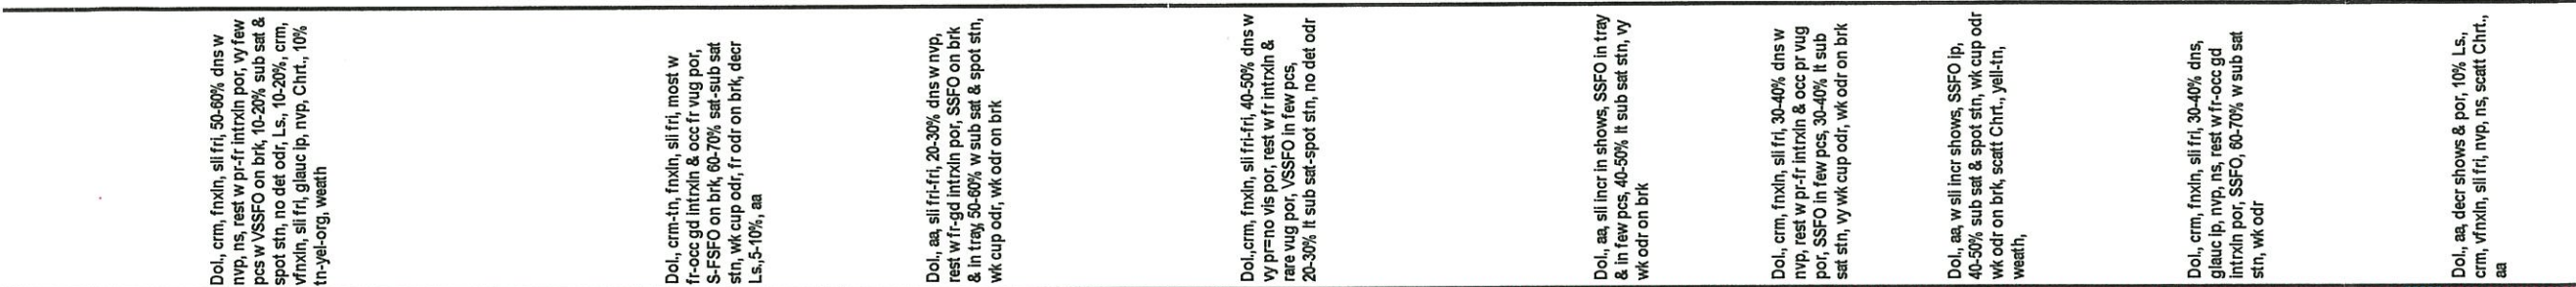 Dol., crm, fnxln, sli fri, 50-60% dns w
nvp, ns, rest w pr-fr intrxln por, vy few
pcs w VSSFO on brk, 10-20% sub sat &
spot stn, no det odr, Ls., 10-20%, crm,
vfnxln, sli fri, glauc ip, nvp, Chrt., 10%
tn-yel-org, weath
Dol., crm-tn, fnxln, sli fri, most w
fr-occ gd intrxln & occ fr vug por,
S-FSFO on brk, 60-70% sat-sub sat
stn, wk cup odr, fr odr on brk, decr
Ls.,5-10%, aa
Dol., aa, sli fri-fri, 20-30% dns w nvp,
rest w fr-gd intrxln por, SSFO on brk
& in tray, 50-60% w sub sat & spot stn,
wk cup odr, wk odr on brk
Dol.,crm, fnxln, sli fri-fri, 40-50% dns w
vy pr=no vis por, rest w fr intrxln &
rare vug por, VSSFO in few pcs,
20-30% lt sub sat-spot stn, no det odr
Dol., aa, sli incr in shows, SSFO in tray
& in few pcs, 40-50% lt sub sat stn, vy
wk odr on brk
Dol., crm, fnxln, sli fri, 30-40% dns w
nvp, rest w pr-fr intrxln & occ pr vug
por, SSFO in few pcs, 30-40% lt sub
sat stn, vy wk cup odr, wk odr on brk
Dol., aa, w sli incr shows, SSFO ip,
40-50% sub sat & spot stn, wk cup odr
wk odr on brk, scatt Chrt., yell-tn,
weath,
Dol., crm, fnxln, sli fri, 30-40% dns,
glauc ip, nvp, ns, rest w fr-occ gd
intrxln por, SSFO, 60-70% w sub sat
stn, wk odr
Dol., aa, decr shows & por, 10% Ls.,
crm, vfnxln, sli fri, nvp, ns, scatt Chrt.,
aa